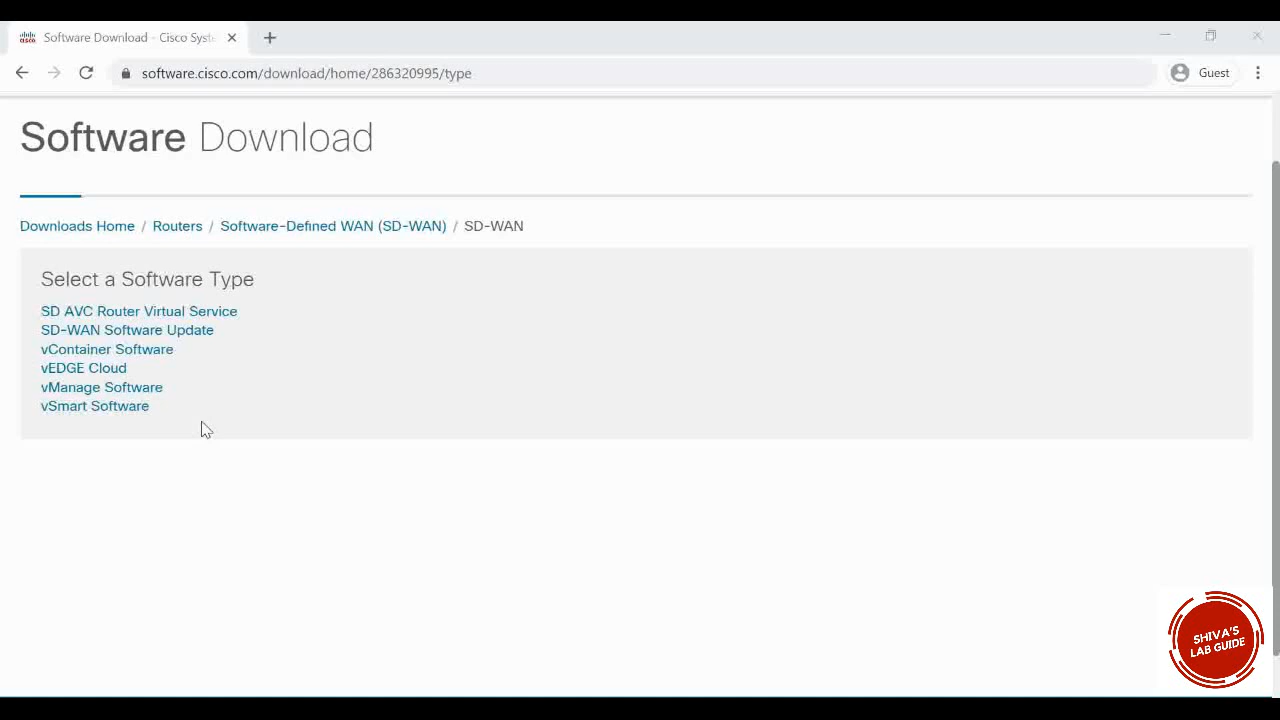 Software Download - Cisco Syste
software.cisco.com/download/home/286320995/type
Guest
Software Download
Downloads Home / Routers / Software-Defined WAN (SD-WAN) / SD-WAN
Select a Software Type
SD AVC Router Virtual Service
SD-WAN Software Update
vContainer Software
vEDGE Cloud
vManage Software
vSmart Software
SHIVA'S
LAB GUIDE